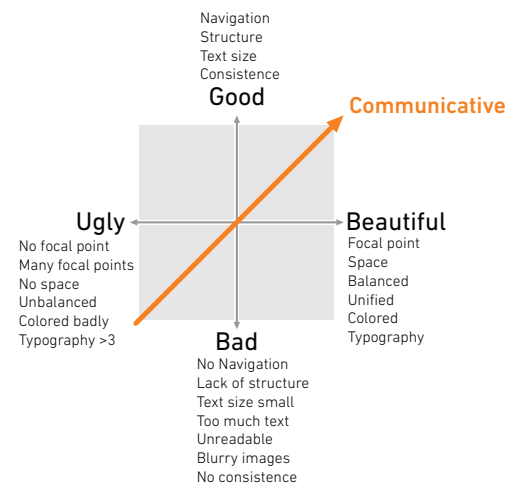 Navigation
Structure
Text size
Consistence
Good
Communicative
Ugly
No focal point
Many focal points
No space
Unbalanced
Colored badly
Typography >3
Beautiful
Focal point
Space
Balanced
Unified
Colored
Typography
Bad
No Navigation
Lack of structure
Text size small
Too much text
Unreadable
Blurry images
No consistence